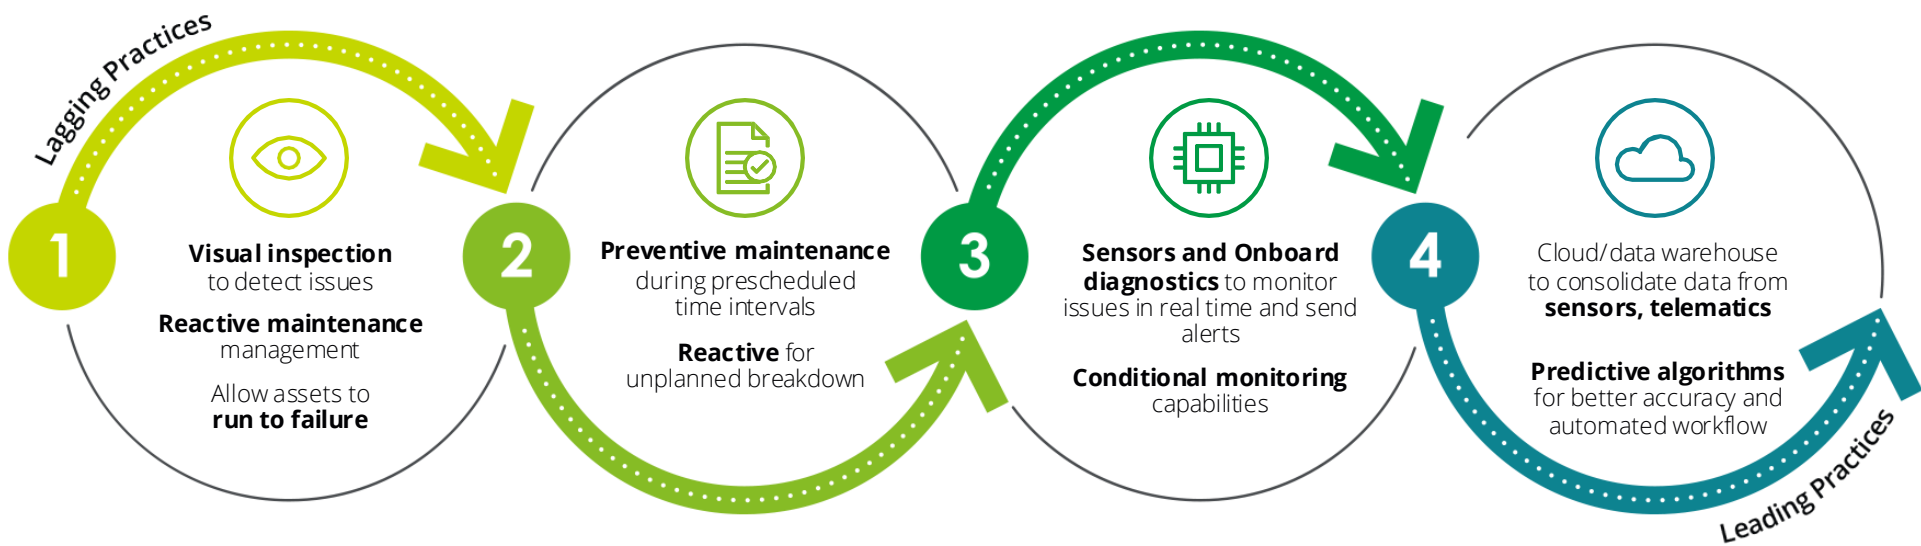 Lagging Practices
1
Visual inspection
to detect issues
Reactive maintenance
management
Allow assets to
run to failure
2
Preventive maintenance
during prescheduled
time intervals
Reactive for
unplanned breakdown
3
Sensors and Onboard
diagnostics to monitor
issues in real time and send
alerts
Conditional monitoring
capabilities
4
Cloud/data warehouse
to consolidate data from
sensors, telematics
Predictive algorithms
for better accuracy and
automated workflow
Leading Practices